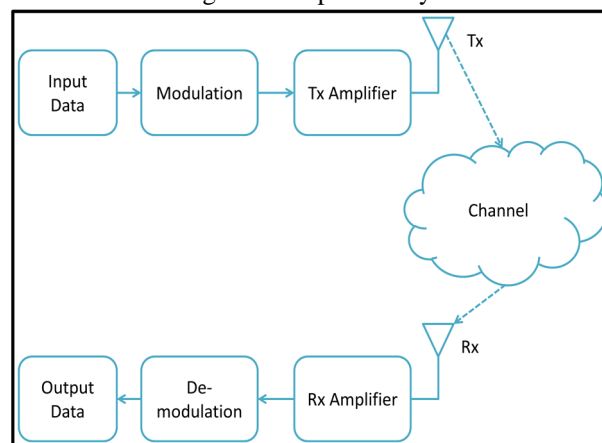 Input
Data
Modulation
Tx Amplifier
Tx
Channel
Rx
Output
Data
De-
modulation
Rx Amplifier